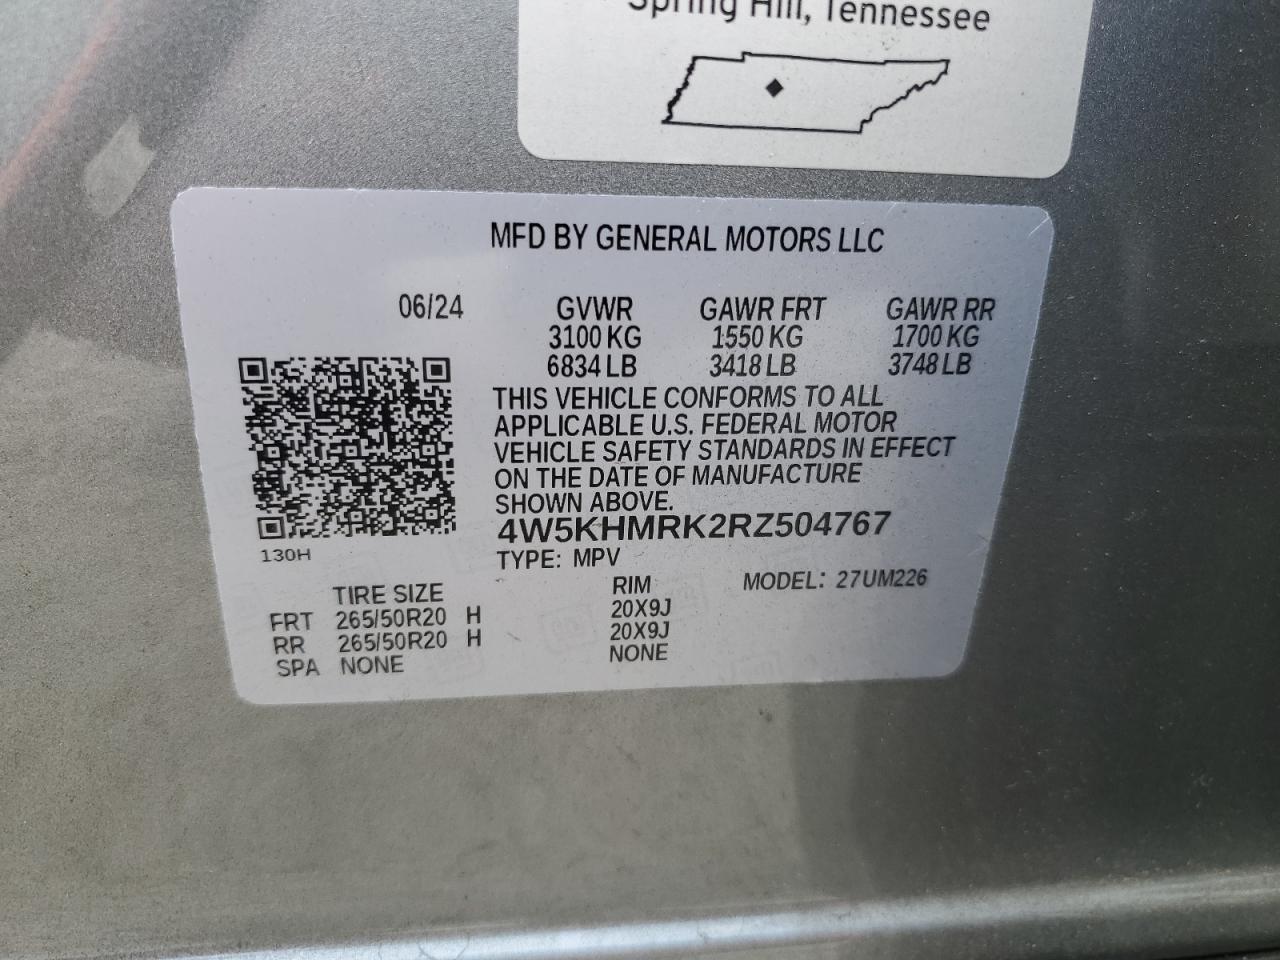 Spring Hill, Tennessee
MFD BY GENERAL MOTORS LLC
06/24 GVWR GAWR FRT GAWR RR
3100 KG 1550 KG 1700 KG
6834 LB 3418 LB 3748 LB
THIS VEHICLE CONFORMS TO ALL
APPLICABLE U.S. FEDERAL MOTOR
VEHICLE SAFETY STANDARDS IN EFFECT
ON THE DATE OF MANUFACTURE
SHOWN ABOVE.
4W5KHMRK2RZ504767
130H
TYPE: MPV
TIRE SIZE RIM MODEL: 27UM226
FRT 265/50R20 H 20X9J
RR 265/50R20 H 20X9J
SPA NONE NONE